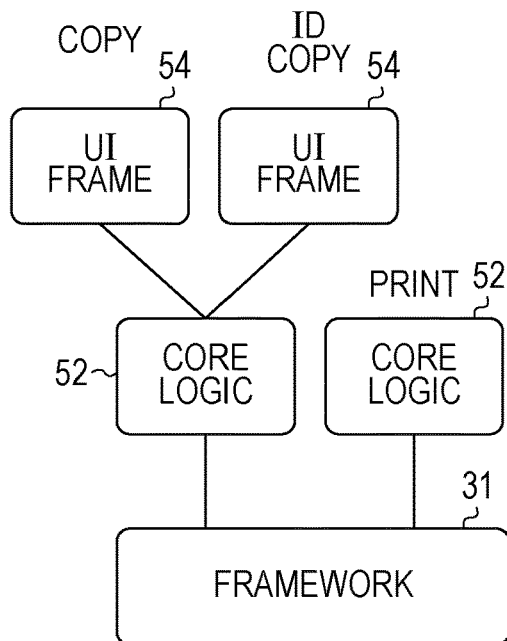 COPY
ID
COPY
54
54
UI
FRAME
UI
FRAME
PRINT
52
52
CORE
LOGIC
CORE
LOGIC
31
FRAMEWORK